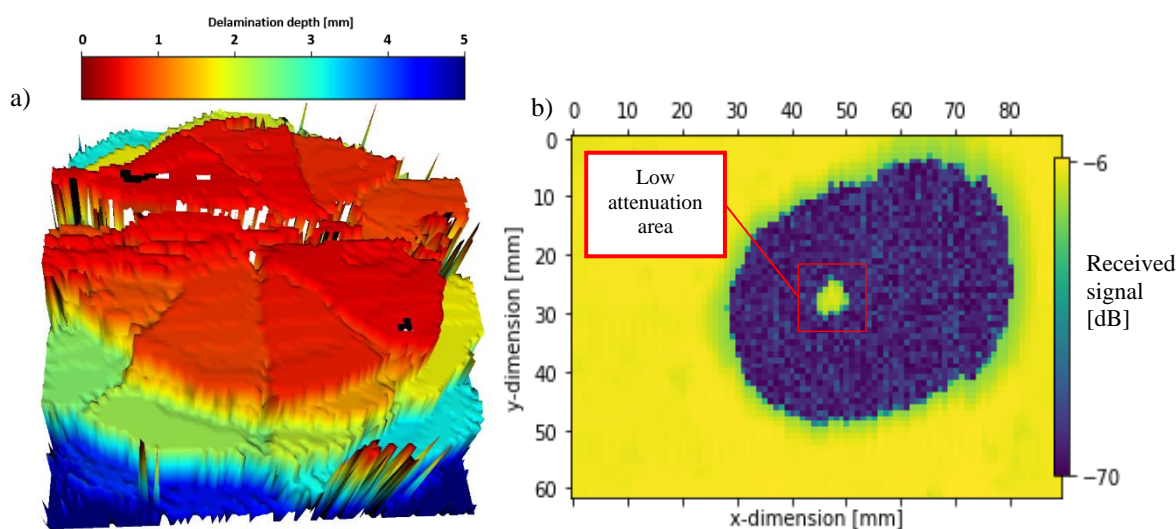 Delamination depth [mm]
0 1 2 3 4 5
a)
b)
0 10 20 30 40 50 60 70 80
0
10
20
30
40
50
60
y-dimension [mm]
Low
attenuation
area
−6
Received
signal
[dB]
−70
x-dimension [mm]